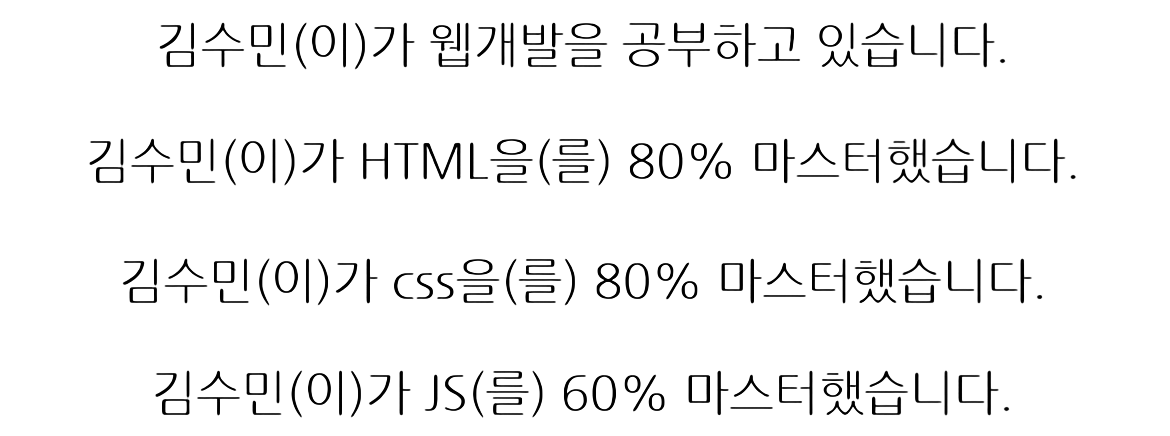 김수민(이)가 웹개발을 공부하고 있습니다.
김수민(이)가 HTML을(를) 80% 마스터했습니다.
김수민(이)가 css을(를) 80% 마스터했습니다.
김수민(이)가 JS(를) 60% 마스터했습니다.